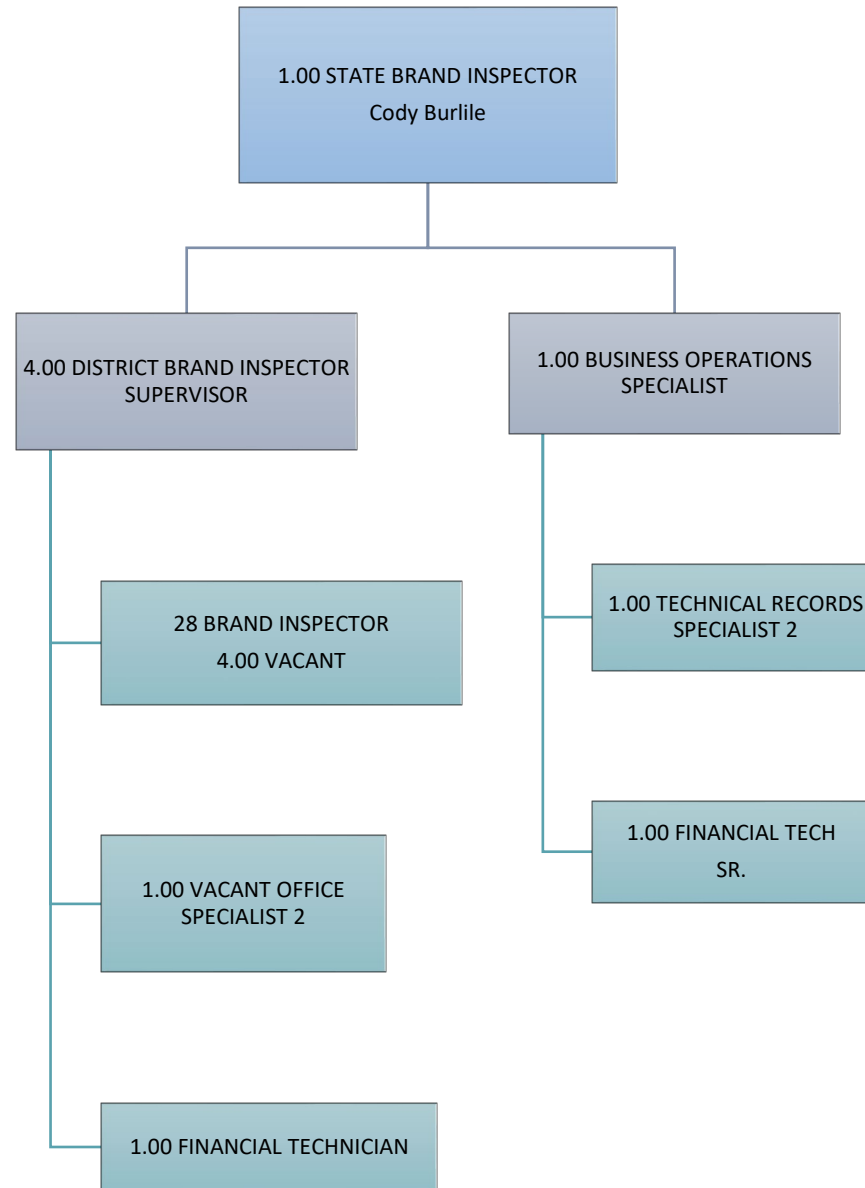 1.00 STATE BRAND INSPECTOR
Cody Burlile
4.00 DISTRICT BRAND INSPECTOR
SUPERVISOR
1.00 BUSINESS OPERATIONS
SPECIALIST
28 BRAND INSPECTOR
4.00 VACANT
1.00 TECHNICAL RECORDS
SPECIALIST 2
1.00 VACANT OFFICE
SPECIALIST 2
1.00 FINANCIAL TECH
SR.
1.00 FINANCIAL TECHNICIAN